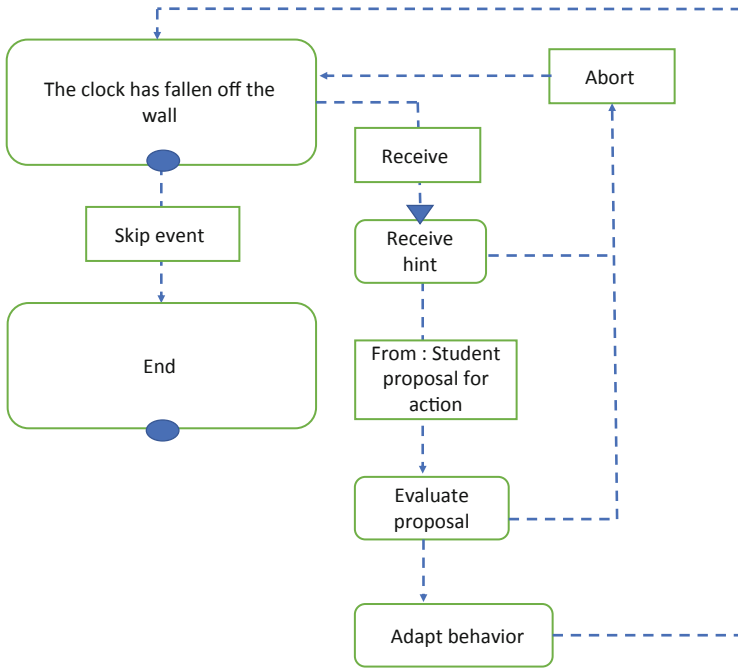 The clock has fallen off the
wall
Abort
Receive
Skip event
Receive
hint
From : Student
proposal for
action
End
Evaluate
proposal
Adapt behavior